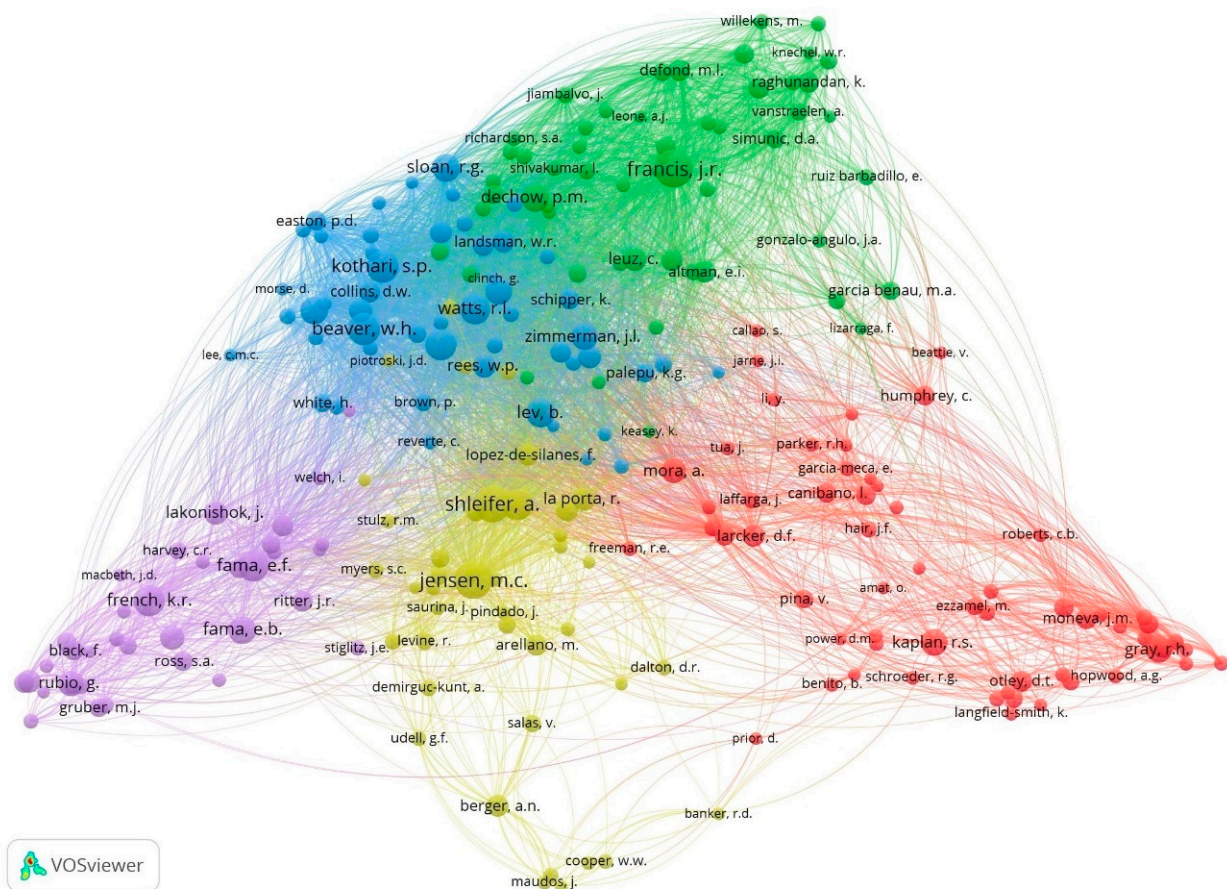 willekens, m.
knechel, w.r.
defond, m.l.
raghunandan, k.
jiambalvo, j.
vanstraelen, a.
leone, a.j.
richardson, s.a.
simunic, d.a.
sloan, r.g.
shivakumar, l.
francis, j.r.
ruiz barbadillo, e.
dechow, p.m.
easton, p.d.
landsman, w.r.
gonzalo-angulo, j.a.
kothari, s.p.
leuz, c.
altman, e.i.
clinch, g.
morse, d.
collins, d.w.
schipper, k.
garcia benau, m.a.
watts, r.l.
beaver, w.h.
zimmerman, j.l.
callao, s.
lizarraga, f.
lee, c.m.c.
piotroski, j.d.
rees, w.p.
jarne, j.i.
beattie, v.
palepu, k.g.
humphrey, c.
white, h.
brown, p.
li, y.
lev, b.
reverte, c.
keasey, k.
tua, j.
parker, r.h.
lopez-de-silanes, f.
welch, i.
mora, a.
garcia-meca, e.
laffarga, j.
canibano, l.
shleifer, a.
la porta, r.
lakonishok, j.
stulz, r.m.
hair, j.f.
larcker, d.f.
roberts, c.b.
freeman, r.e.
harvey, c.r.
fama, e.f.
macbeth, j.d.
myers, s.c.
jensen, m.c.
amat, o.
french, k.r.
ritter, j.r.
saurina, j.
pindado, j.
pina, v.
ezzamel, m.
moneva, j.m.
fama, e.b.
stiglitz, j.e.
levine, r.
arellano, m.
power, d.m.
kaplan, r.s.
gray, r.h.
black, f.
ross, s.a.
dalton, d.r.
rubio, g.
demirguc-kunt, a.
benito, b.
schroeder, r.g.
otley, d.t.
hopwood, a.g.
gruber, m.j.
langfield-smith, k.
salas, v.
udell, g.f.
prior, d.
berger, a.n.
banker, r.d.
cooper, w.w.
maudos, j.
VOSviewer